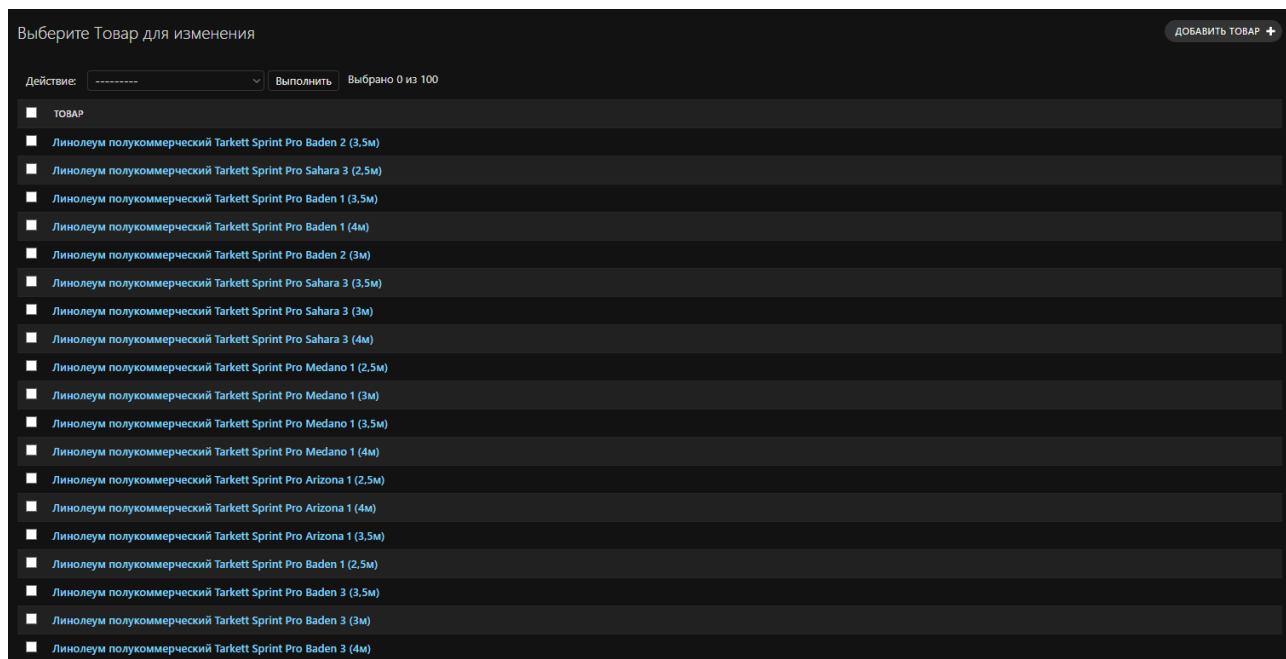 Выберите Товар для изменения
ДОБАВИТЬ ТОВАР +
Действие: --------- Выполнить Выбрано 0 из 100
ТОВАР
Линолеум полукоммерческий Tarkett Sprint Pro Baden 2 (3,5м)
Линолеум полукоммерческий Tarkett Sprint Pro Sahara 3 (2,5м)
Линолеум полукоммерческий Tarkett Sprint Pro Baden 1 (3,5м)
Линолеум полукоммерческий Tarkett Sprint Pro Baden 1 (4м)
Линолеум полукоммерческий Tarkett Sprint Pro Baden 2 (3м)
Линолеум полукоммерческий Tarkett Sprint Pro Sahara 3 (3,5м)
Линолеум полукоммерческий Tarkett Sprint Pro Sahara 3 (3м)
Линолеум полукоммерческий Tarkett Sprint Pro Sahara 3 (4м)
Линолеум полукоммерческий Tarkett Sprint Pro Medano 1 (2,5м)
Линолеум полукоммерческий Tarkett Sprint Pro Medano 1 (3м)
Линолеум полукоммерческий Tarkett Sprint Pro Medano 1 (3,5м)
Линолеум полукоммерческий Tarkett Sprint Pro Medano 1 (4м)
Линолеум полукоммерческий Tarkett Sprint Pro Arizona 1 (2,5м)
Линолеум полукоммерческий Tarkett Sprint Pro Arizona 1 (4м)
Линолеум полукоммерческий Tarkett Sprint Pro Arizona 1 (3,5м)
Линолеум полукоммерческий Tarkett Sprint Pro Baden 1 (2,5м)
Линолеум полукоммерческий Tarkett Sprint Pro Baden 3 (3,5м)
Линолеум полукоммерческий Tarkett Sprint Pro Baden 3 (3м)
Линолеум полукоммерческий Tarkett Sprint Pro Baden 3 (4м)